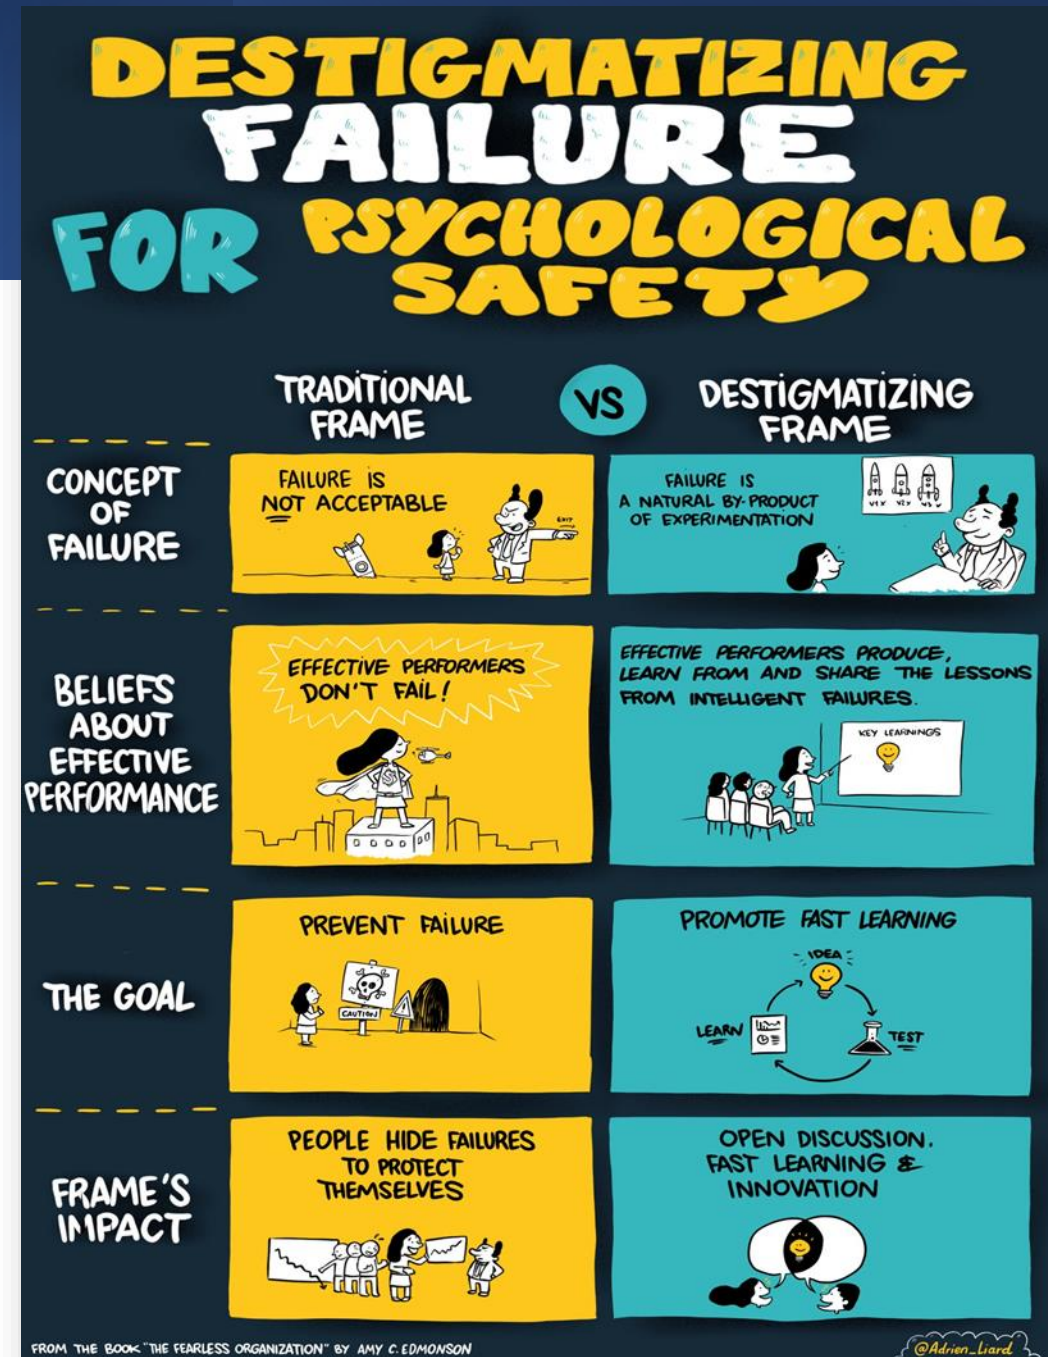 DESTIGMATIZING
FAILURE
FOR PSYCHOLOGICAL
SAFETY
TRADITIONAL
FRAME
VS
DESTIGMATIZING
FRAME
CONCEPT
OF
FAILURE
FAILURE IS
NOT ACCEPTABLE
EXIT
FAILURE IS
A NATURAL BY-PRODUCT
OF EXPERIMENTATION
V1 X V2 X V3 ✓
BELIEFS
ABOUT
EFFECTIVE
PERFORMANCE
EFFECTIVE PERFORMERS
DON'T FAIL!
S
EFFECTIVE PERFORMERS PRODUCE,
LEARN FROM AND SHARE THE LESSONS
FROM INTELLIGENT FAILURES.
KEY LEARNINGS
THE GOAL
PREVENT FAILURE
CAUTION
PROMOTE FAST LEARNING
IDEA
LEARN
TEST
FRAME'S
IMPACT
PEOPLE HIDE FAILURES
TO PROTECT
THEMSELVES
OPEN DISCUSSION.
FAST LEARNING &
INNOVATION
FROM THE BOOK "THE FEARLESS ORGANIZATION" BY AMY C. EDMONSON
@Adrien_Liard